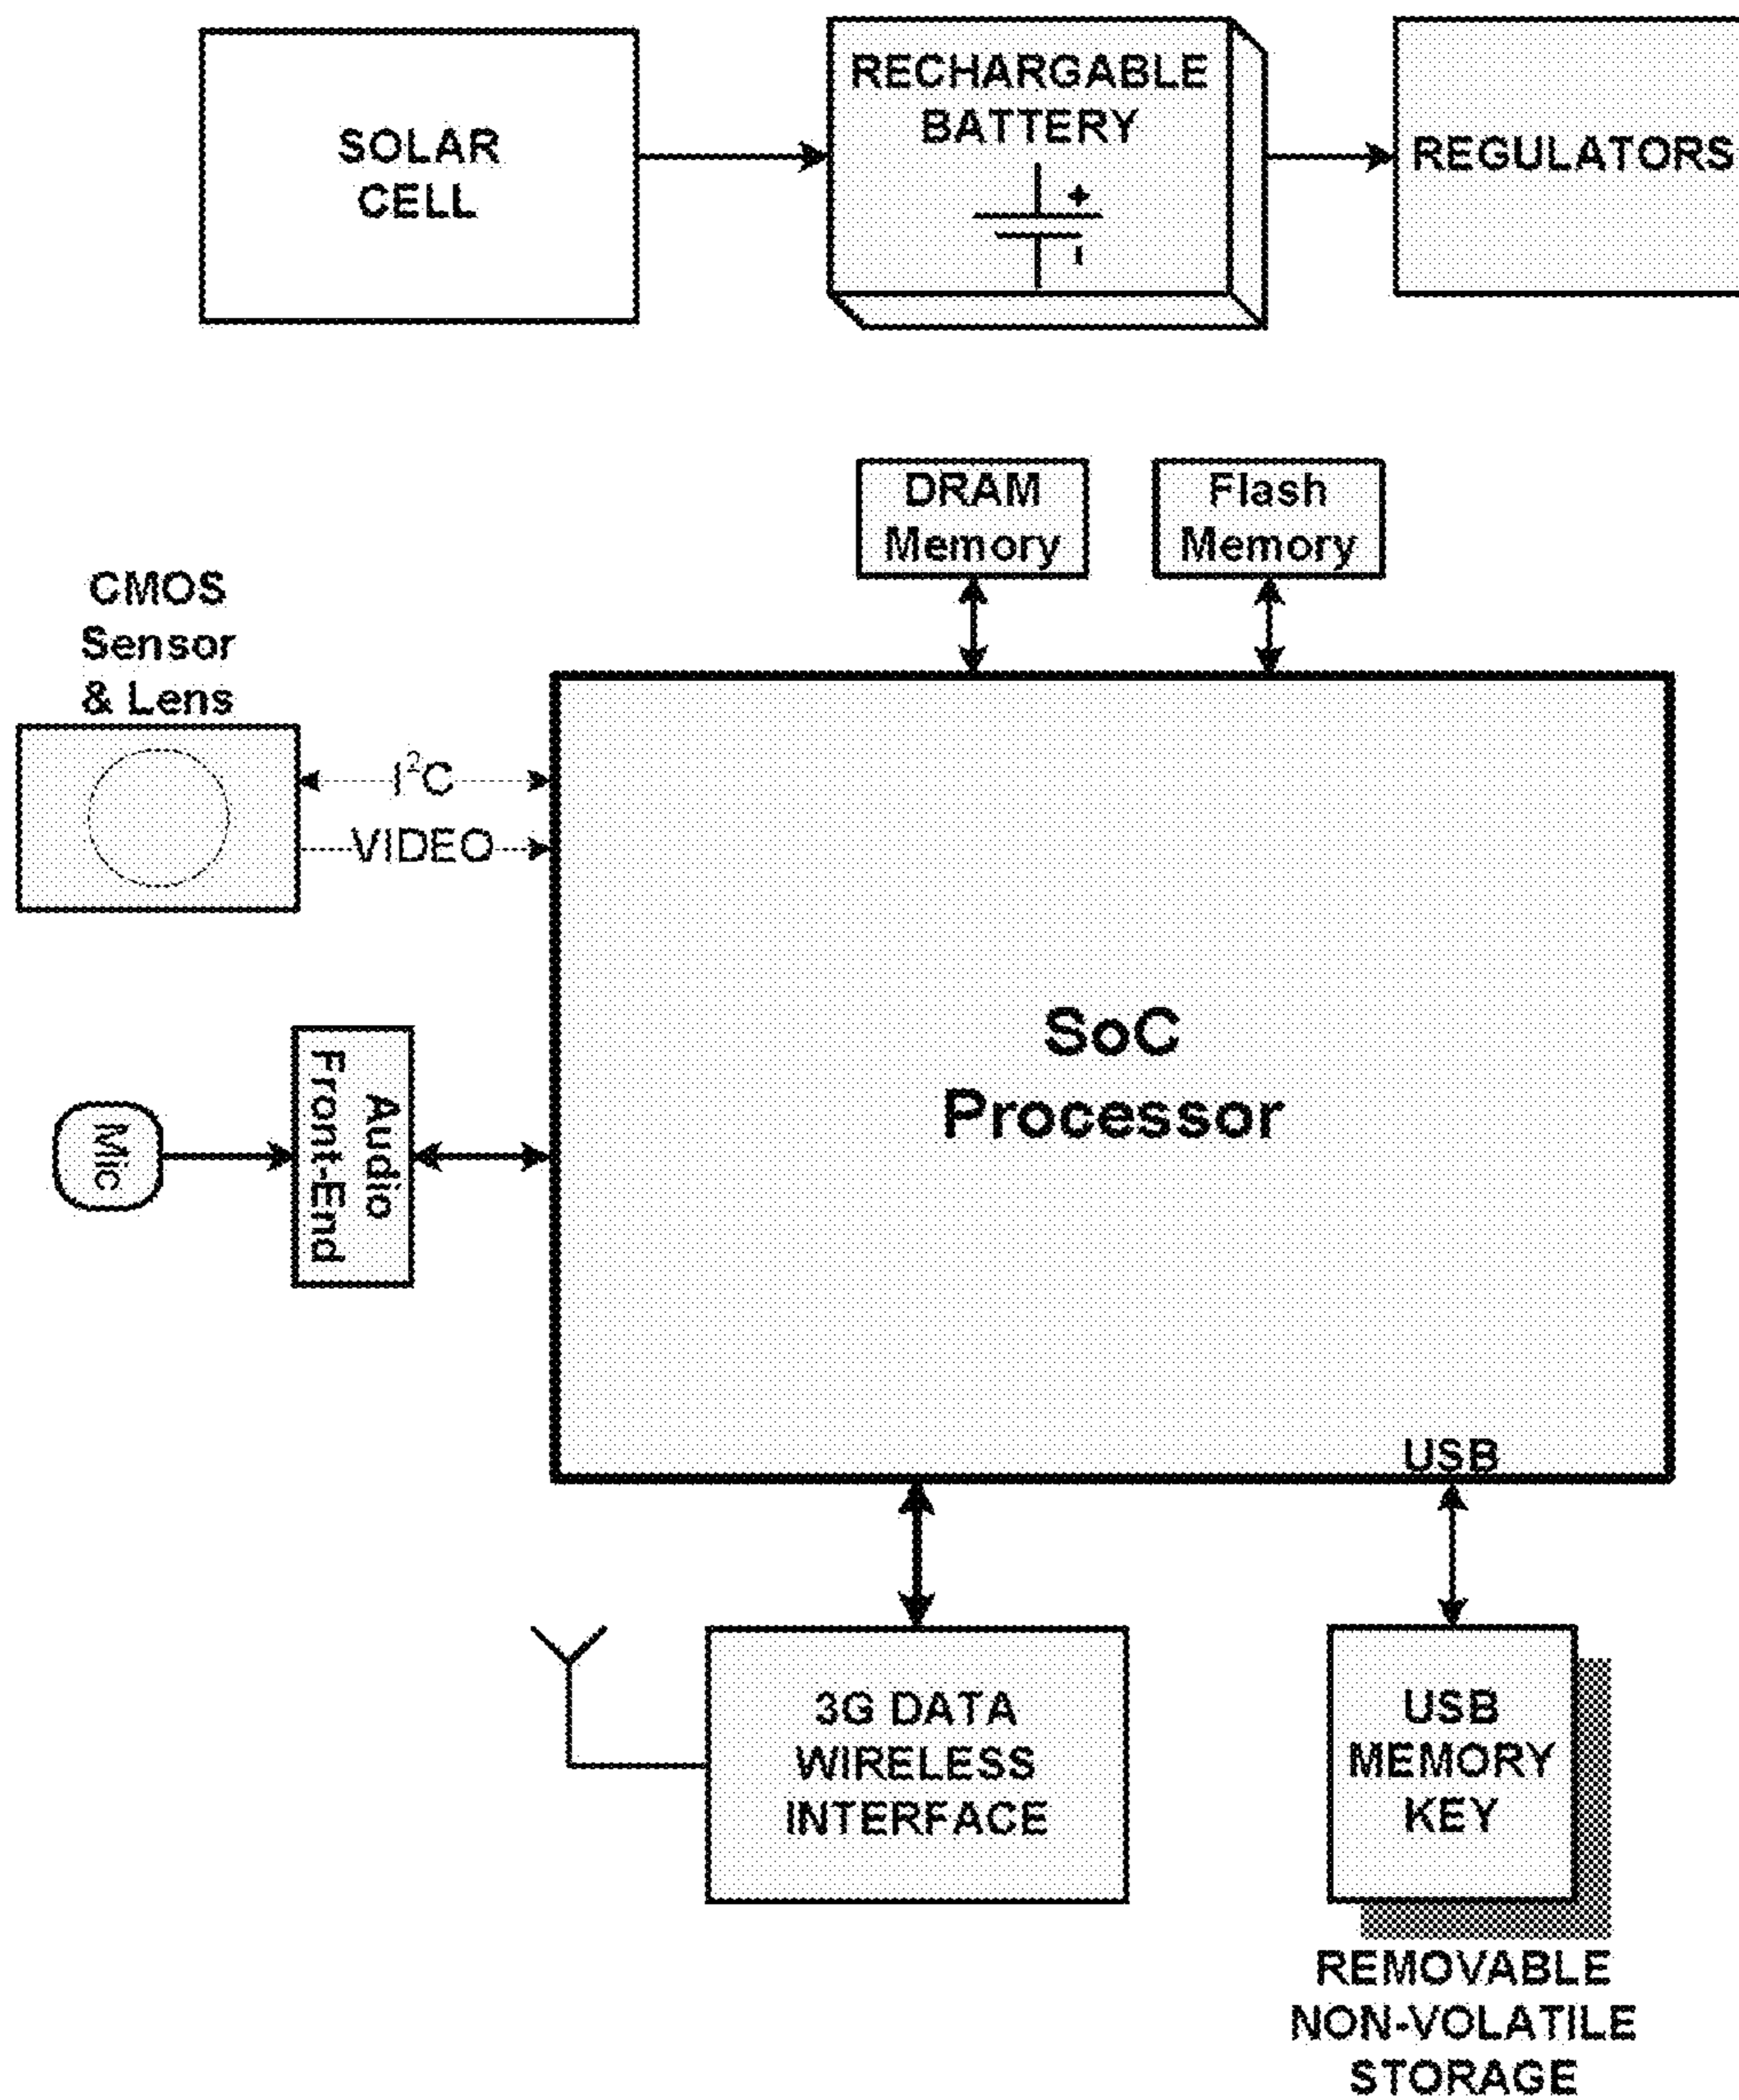 SOLAR
CELL
RECHARGABLE
BATTERY
+
-
REGULATORS
DRAM
Memory
Flash
Memory
CMOS
Sensor
& Lens
I²C
VIDEO
SoC
Processor
Audio
Front-End
Mic
USB
3G DATA
WIRELESS
INTERFACE
USB
MEMORY
KEY
REMOVABLE
NON-VOLATILE
STORAGE